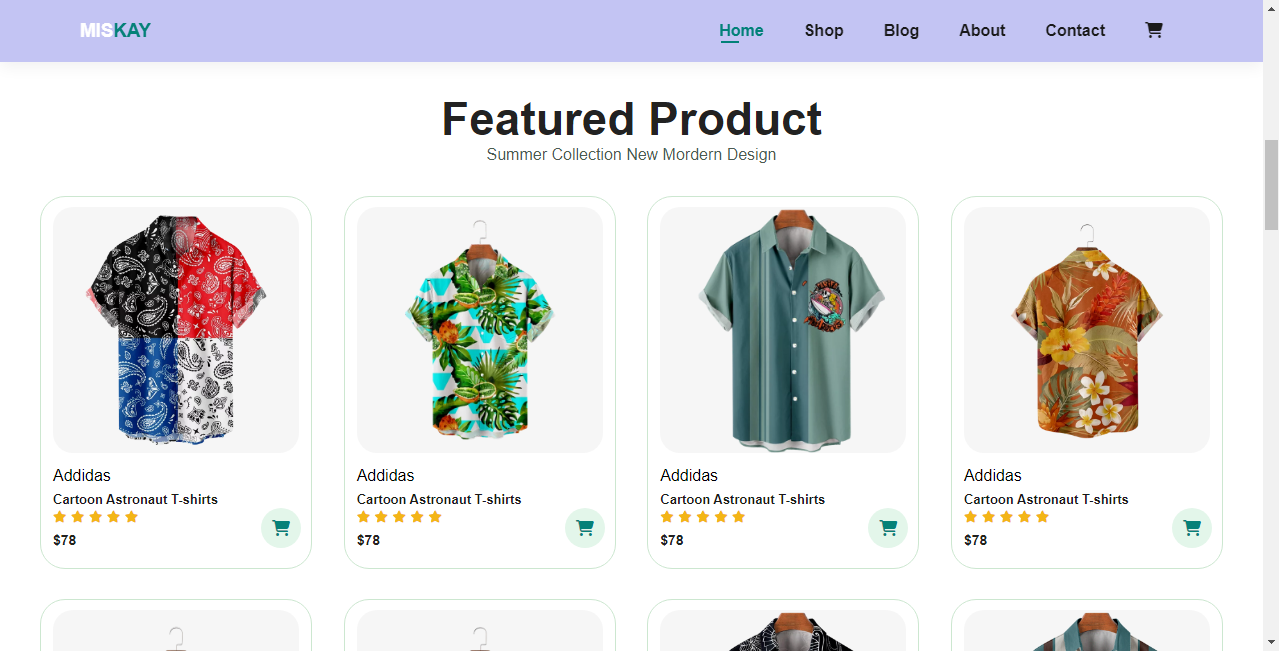 MISKAY
Home Shop Blog About Contact
Featured Product
Summer Collection New Mordern Design
Addidas Addidas Addidas Addidas
Cartoon Astronaut T-shirts Cartoon Astronaut T-shirts Cartoon Astronaut T-shirts Cartoon Astronaut T-shirts
$78 $78 $78 $78